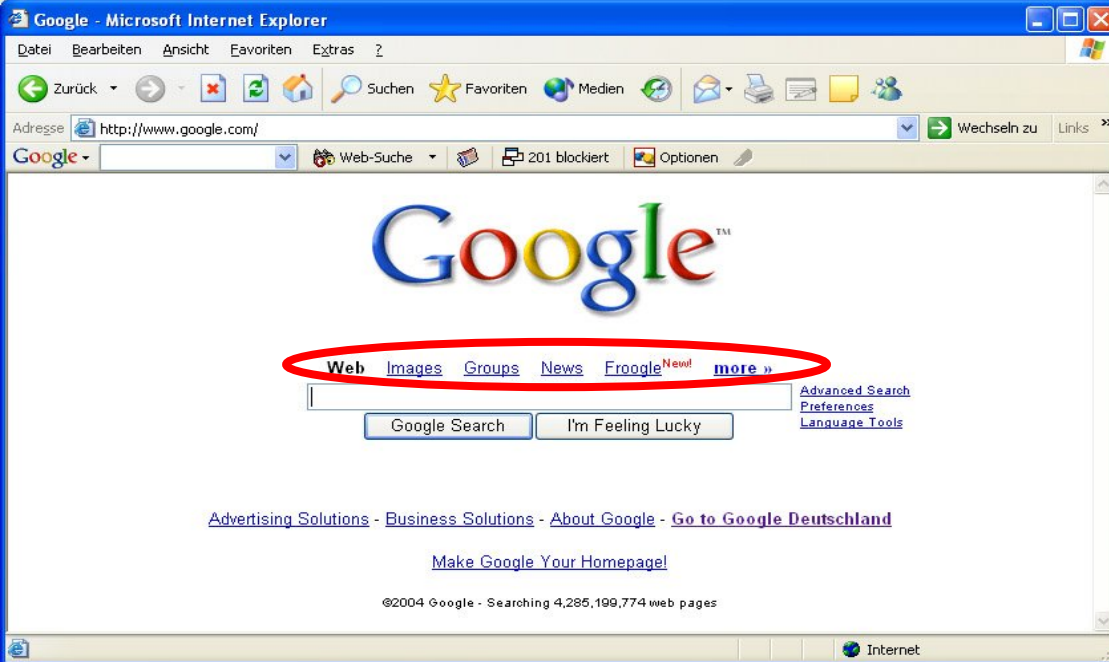 Google - Microsoft Internet Explorer
Datei Bearbeiten Ansicht Favoriten Extras ?
Zurück Suchen Favoriten Medien
Adresse http://www.google.com/ Wechseln zu Links »
Google Web-Suche 201 blockiert Optionen
Google™
Web Images Groups News Froogle New! more »
Advanced Search
Preferences
Language Tools
Google Search I'm Feeling Lucky
Advertising Solutions - Business Solutions - About Google - Go to Google Deutschland
Make Google Your Homepage!
©2004 Google - Searching 4,285,199,774 web pages
Internet